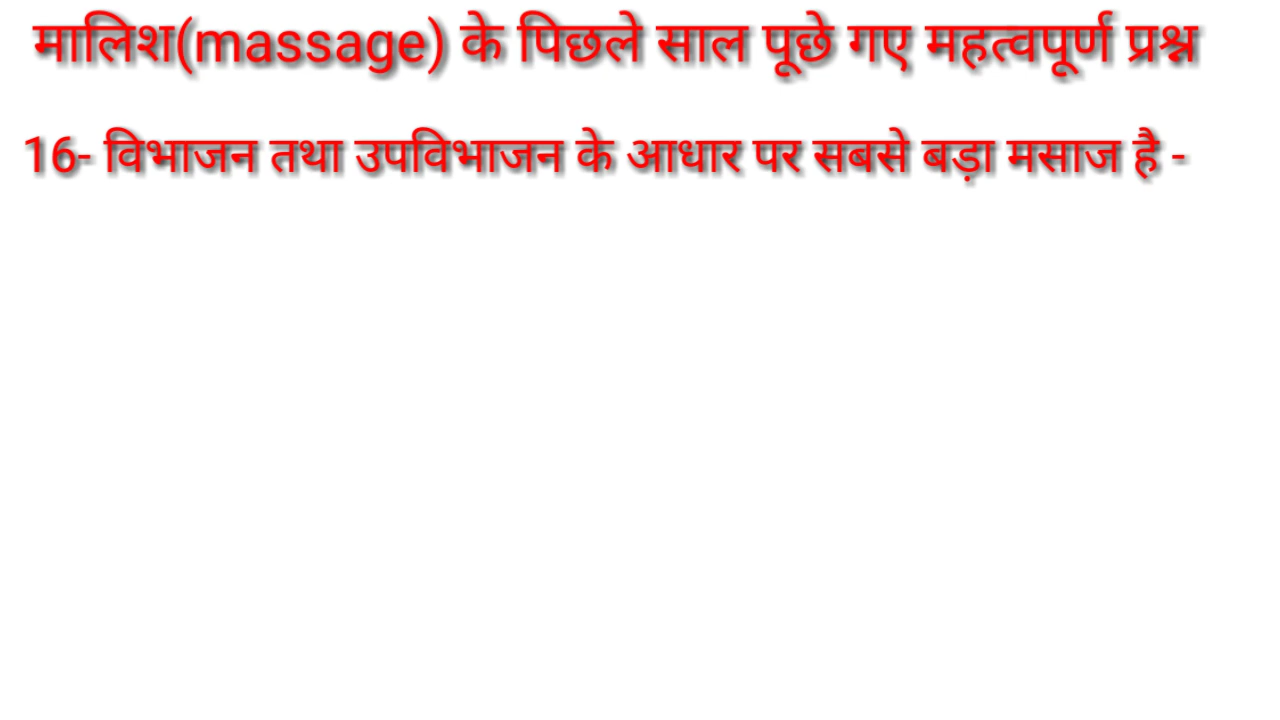 मालिश(massage) के पिछले साल पूछे गए महत्वपूर्ण प्रश्न
16- विभाजन तथा उपविभाजन के आधार पर सबसे बड़ा मसाज है -